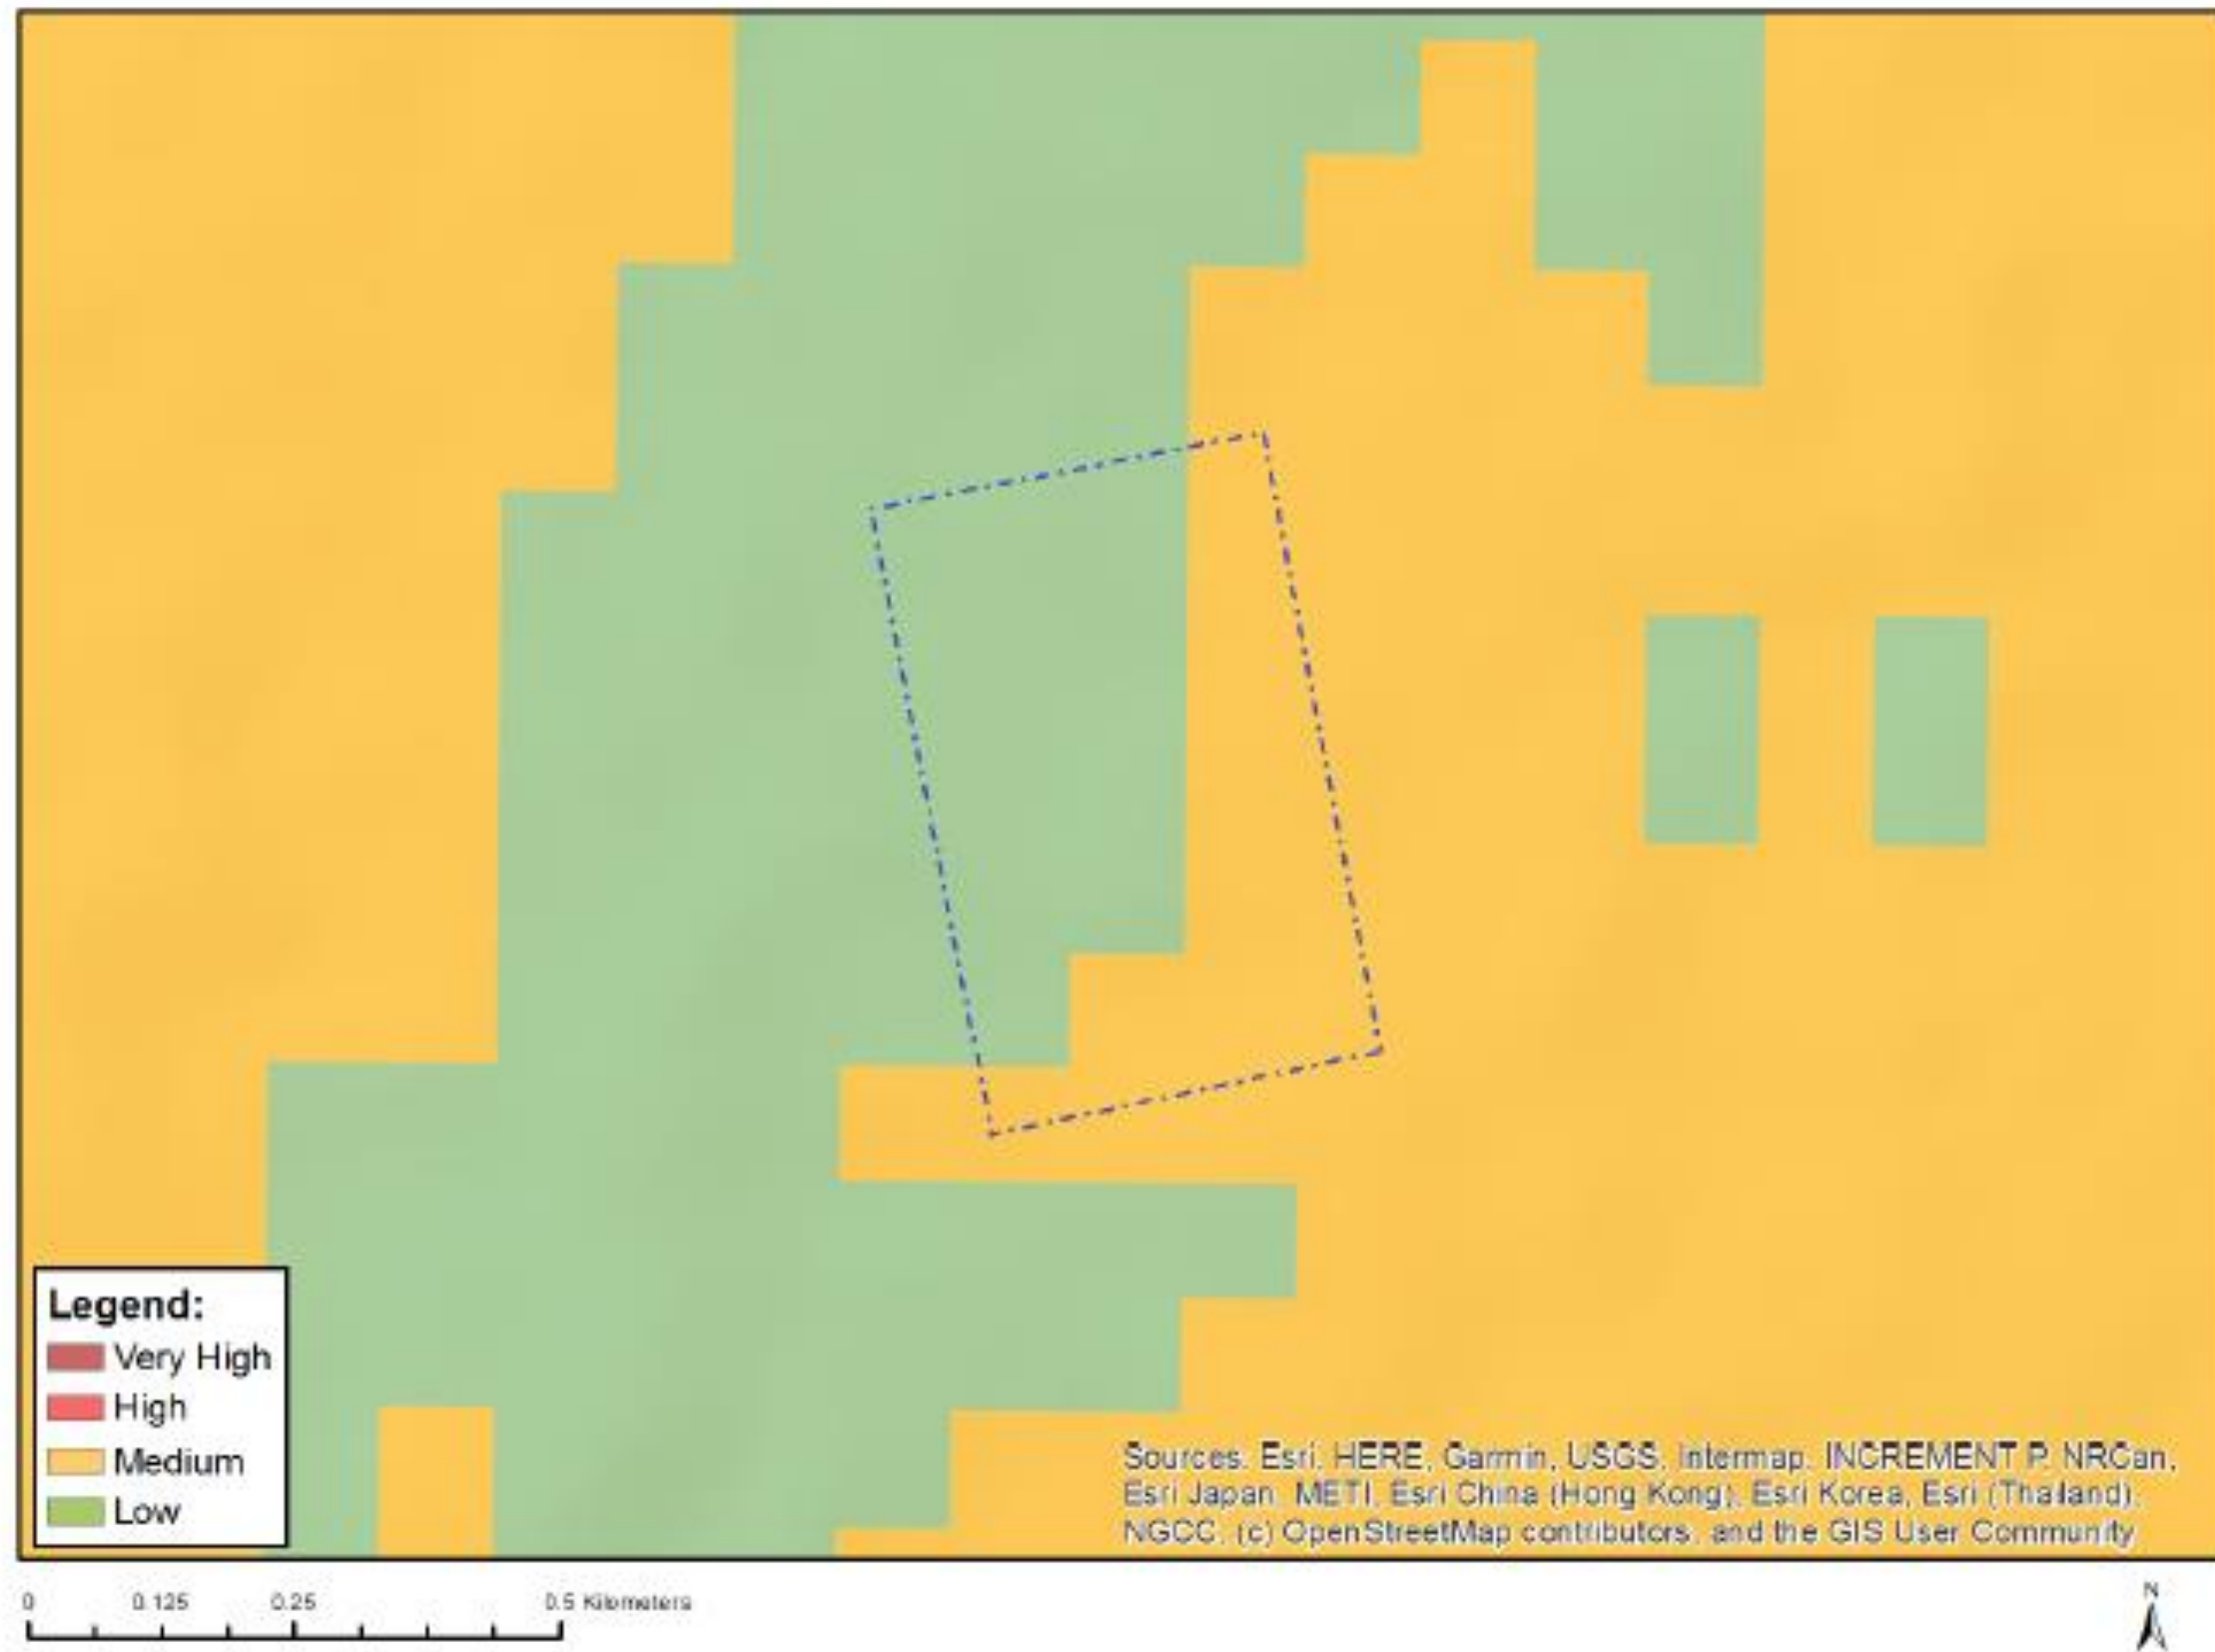 Legend:
Very High
High
Medium
Low
Sources: Esri, HERE, Garmin, USGS, Intermap, INCREMENT P, NRCan,
Esri Japan, METI, Esri China (Hong Kong), Esri Korea, Esri (Thailand),
NGCC, (c) OpenStreetMap contributors, and the GIS User Community
0 0.125 0.25 0.5 Kilometers
N